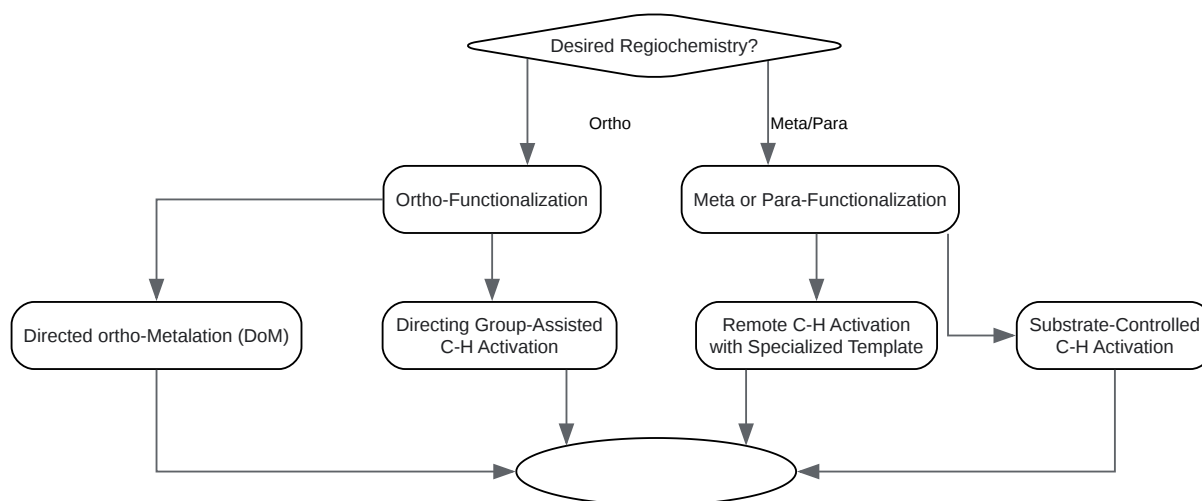 Desired Regiochemistry?
Ortho
Meta/Para
Ortho-Functionalization
Meta or Para-Functionalization
Directed ortho-Metalation (DoM)
Directing Group-Assisted
C-H Activation
Remote C-H Activation
with Specialized Template
Substrate-Controlled
C-H Activation